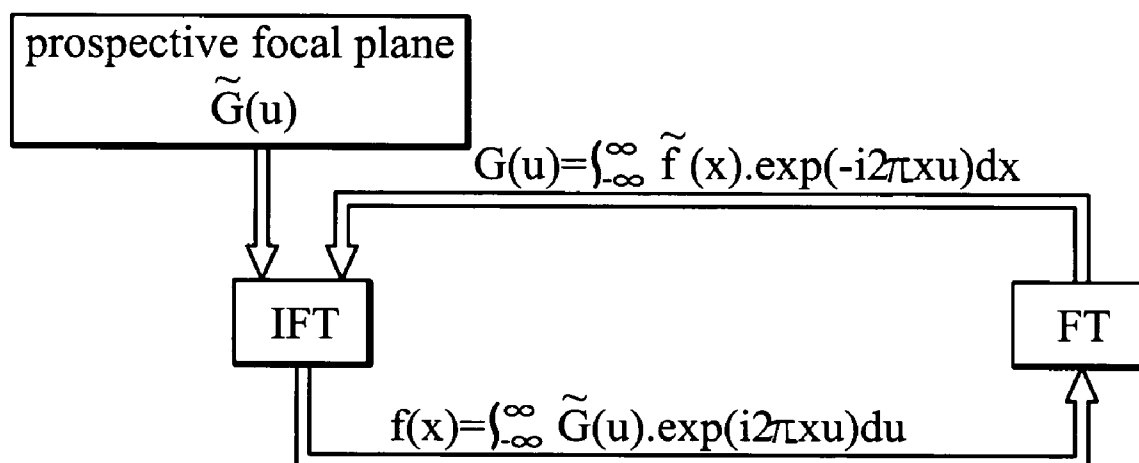 prospective focal plane
G̃(u)
G(u)=∫_{-∞}^{∞} f̃ (x).exp(-i2πxu)dx
IFT
FT
f(x)=∫_{-∞}^{∞} G̃(u).exp(i2πxu)du